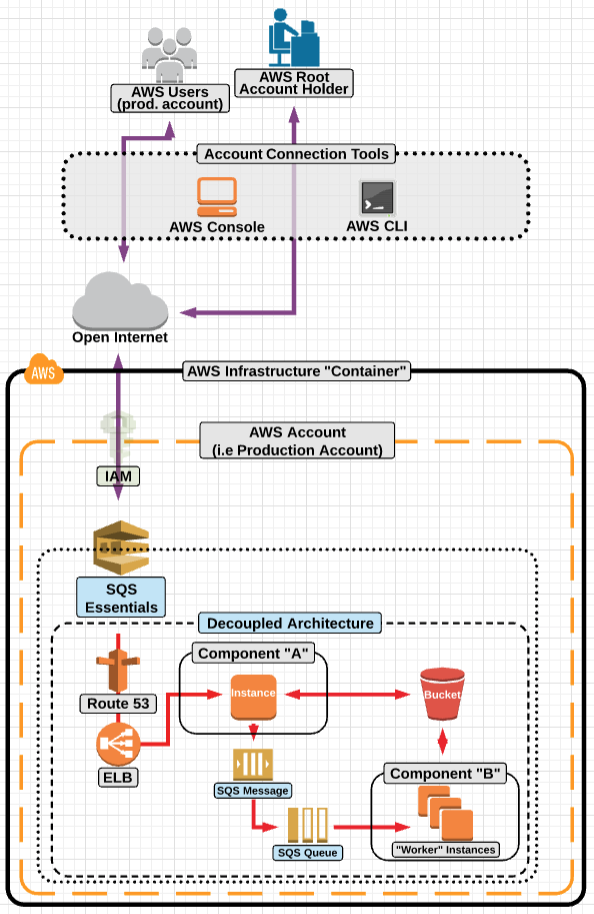 AWS Users
(prod. account)
AWS Root
Account Holder
Account Connection Tools
AWS Console
AWS CLI
Open Internet
AWS
AWS Infrastructure "Container"
AWS Account
(i.e Production Account)
IAM
SQS
Essentials
Decoupled Architecture
Component "A"
Instance
Bucket
Route 53
ELB
SQS Message
Component "B"
SQS Queue
"Worker" Instances